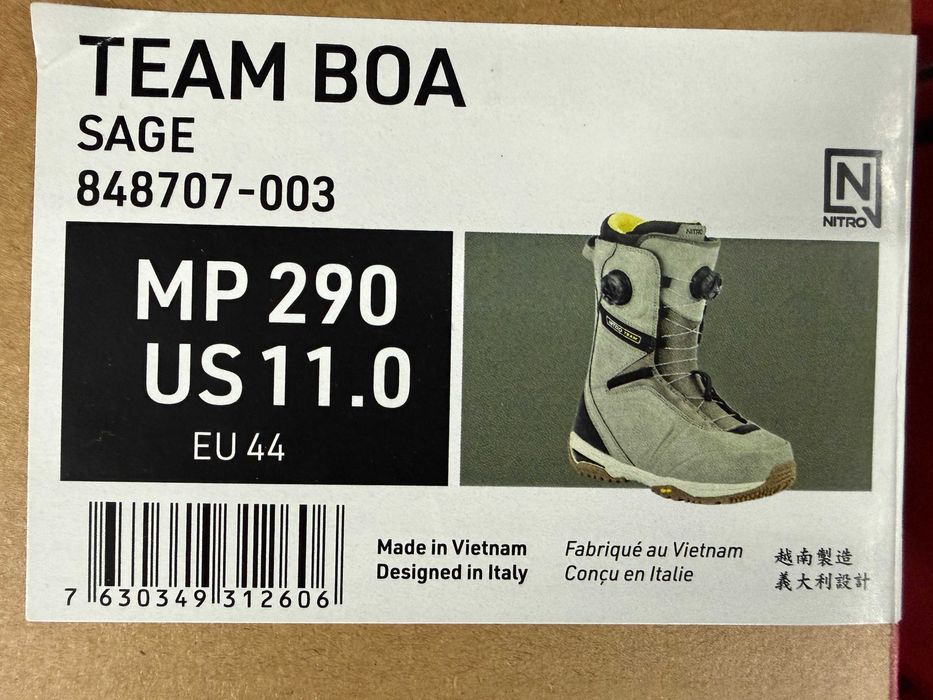 TEAM BOA
SAGE
848707-003
N
NITRO
MP 290
US 11.0
EU 44
NITRO
NITRO TEAM
7 630349 312606
Made in Vietnam
Designed in Italy
Fabriqué au Vietnam
Conçu en Italie
越南製造
義大利設計